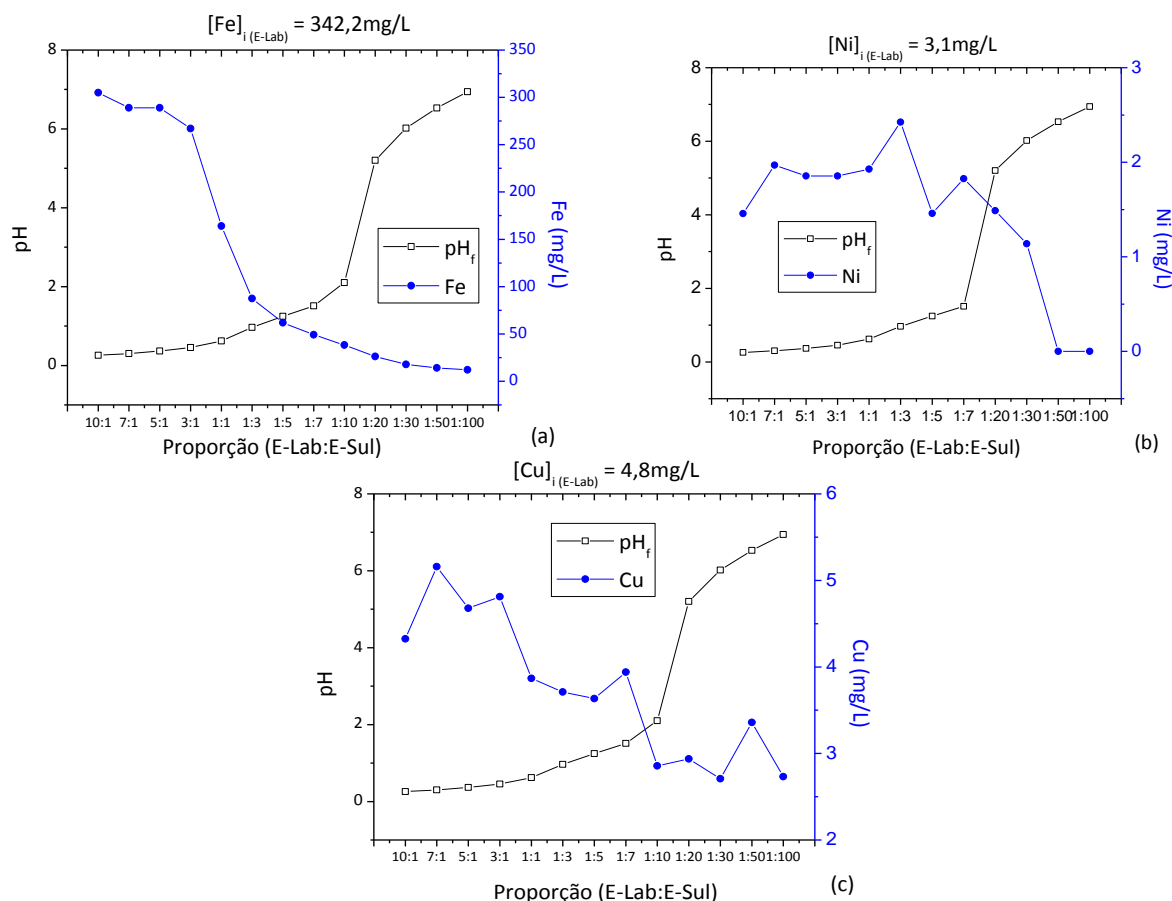 [Fe]i (E-Lab) = 342,2mg/L
8
6
4
2
0
pH
350
300
250
200
150
100
50
0
Fe (mg/L)
pHf
Fe
10:1 7:1 5:1 3:1 1:1 1:3 1:5 1:7 1:10 1:20 1:30 1:50 1:100
Proporção (E-Lab:E-Sul)
(a)
[Ni]i (E-Lab) = 3,1mg/L
8
6
4
2
0
pH
3
2
1
0
Ni (mg/L)
pHf
Ni
10:1 7:1 5:1 3:1 1:1 1:3 1:5 1:7 1:20 1:30 1:50 1:100
Proporção (E-Lab:E-Sul)
(b)
[Cu]i (E-Lab) = 4,8mg/L
8
6
4
2
0
pH
6
5
4
3
2
Cu (mg/L)
pHf
Cu
10:1 7:1 5:1 3:1 1:1 1:3 1:5 1:7 1:10 1:20 1:30 1:50 1:100
Proporção (E-Lab:E-Sul)
(c)